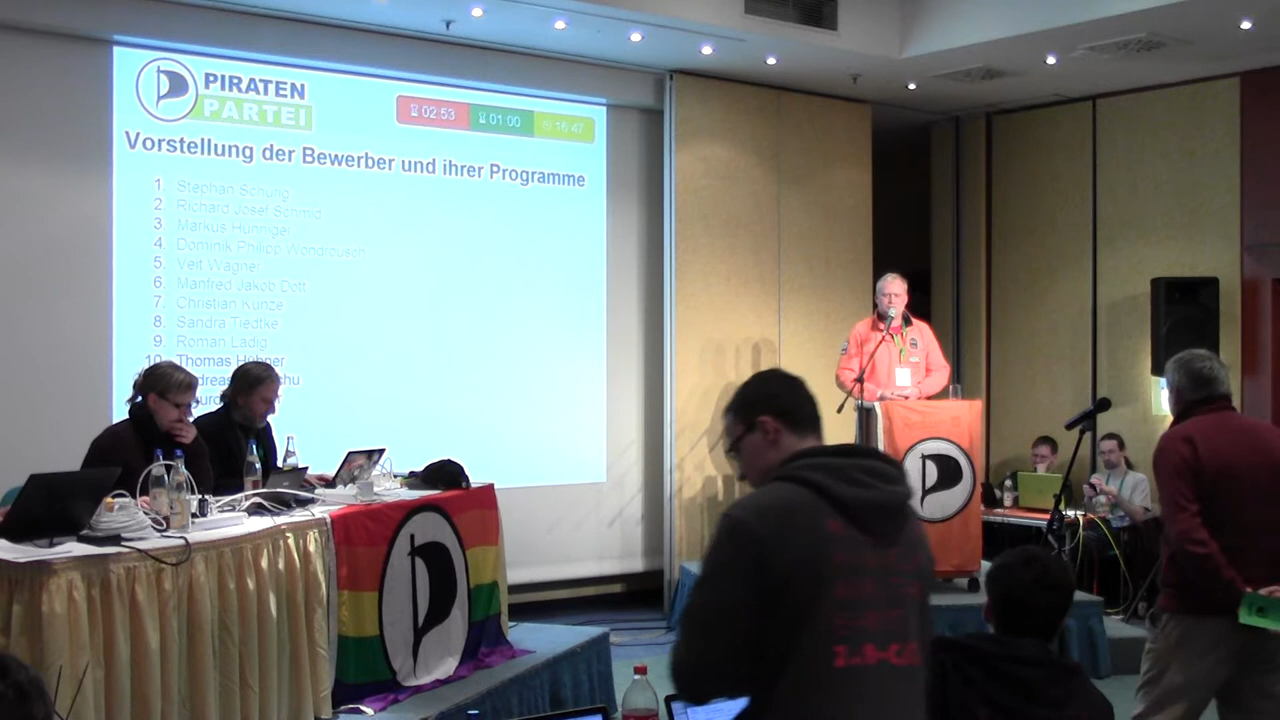 PIRATEN
PARTEI
02:53 01:00 16:47
Vorstellung der Bewerber und ihrer Programme
1. Stephan Schurig
2. Richard Josef Schmid
3. Markus Hünniger
4. Dominik Philipp Wondrousch
5. Veit Wagner
6. Manfred Jakob Dott
7. Christian Kunze
8. Sandra Tiedtke
9. Roman Ladig
10. Thomas Hübner